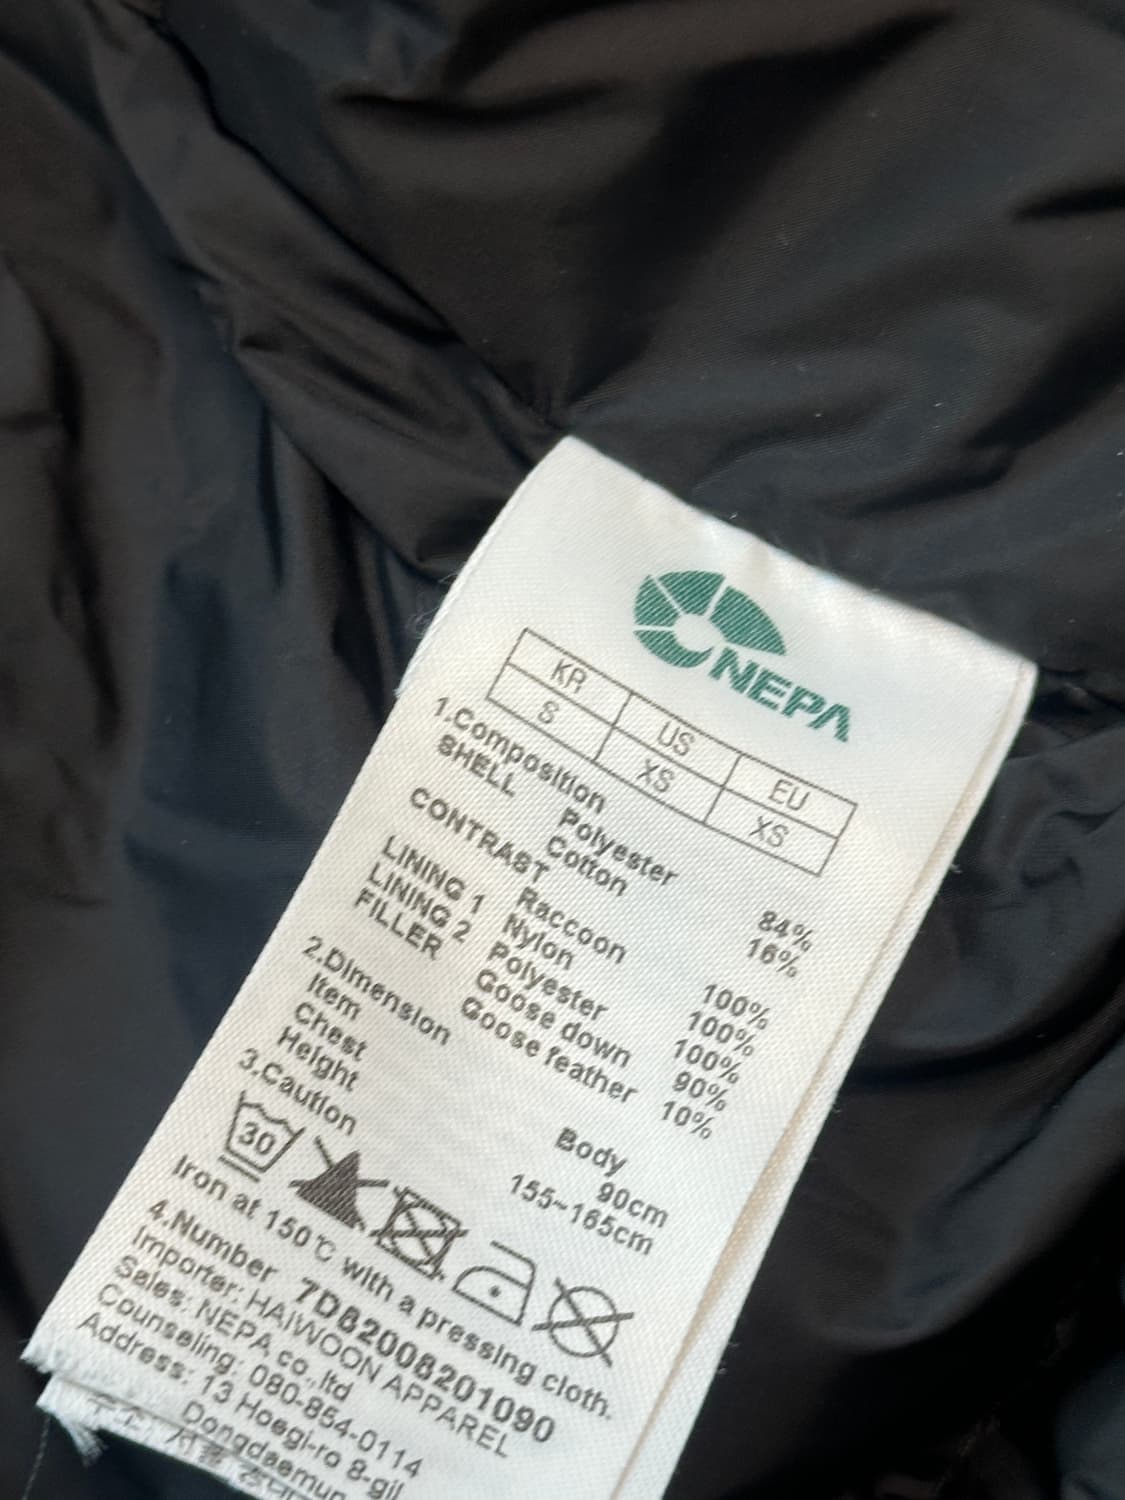 NEPA
KR US EU
S XS XS
1.Composition
SHELL Polyester 84%
Cotton 16%
CONTRAST Raccoon 100%
LINING 1 Nylon 100%
LINING 2 Polyester 100%
FILLER Goose down 90%
Goose feather 10%
2.Dimension
Item Body
Chest 90cm
Height 155~165cm
3.Caution
30
Iron at 150℃ with a pressing cloth.
4.Number 7D82008201090
Importer: HAIWOON APPAREL
Sales: NEPA co., ltd
Counseling: 080-854-0114
Address: 13 Hoegi-ro 8-gil
Dongdaemun